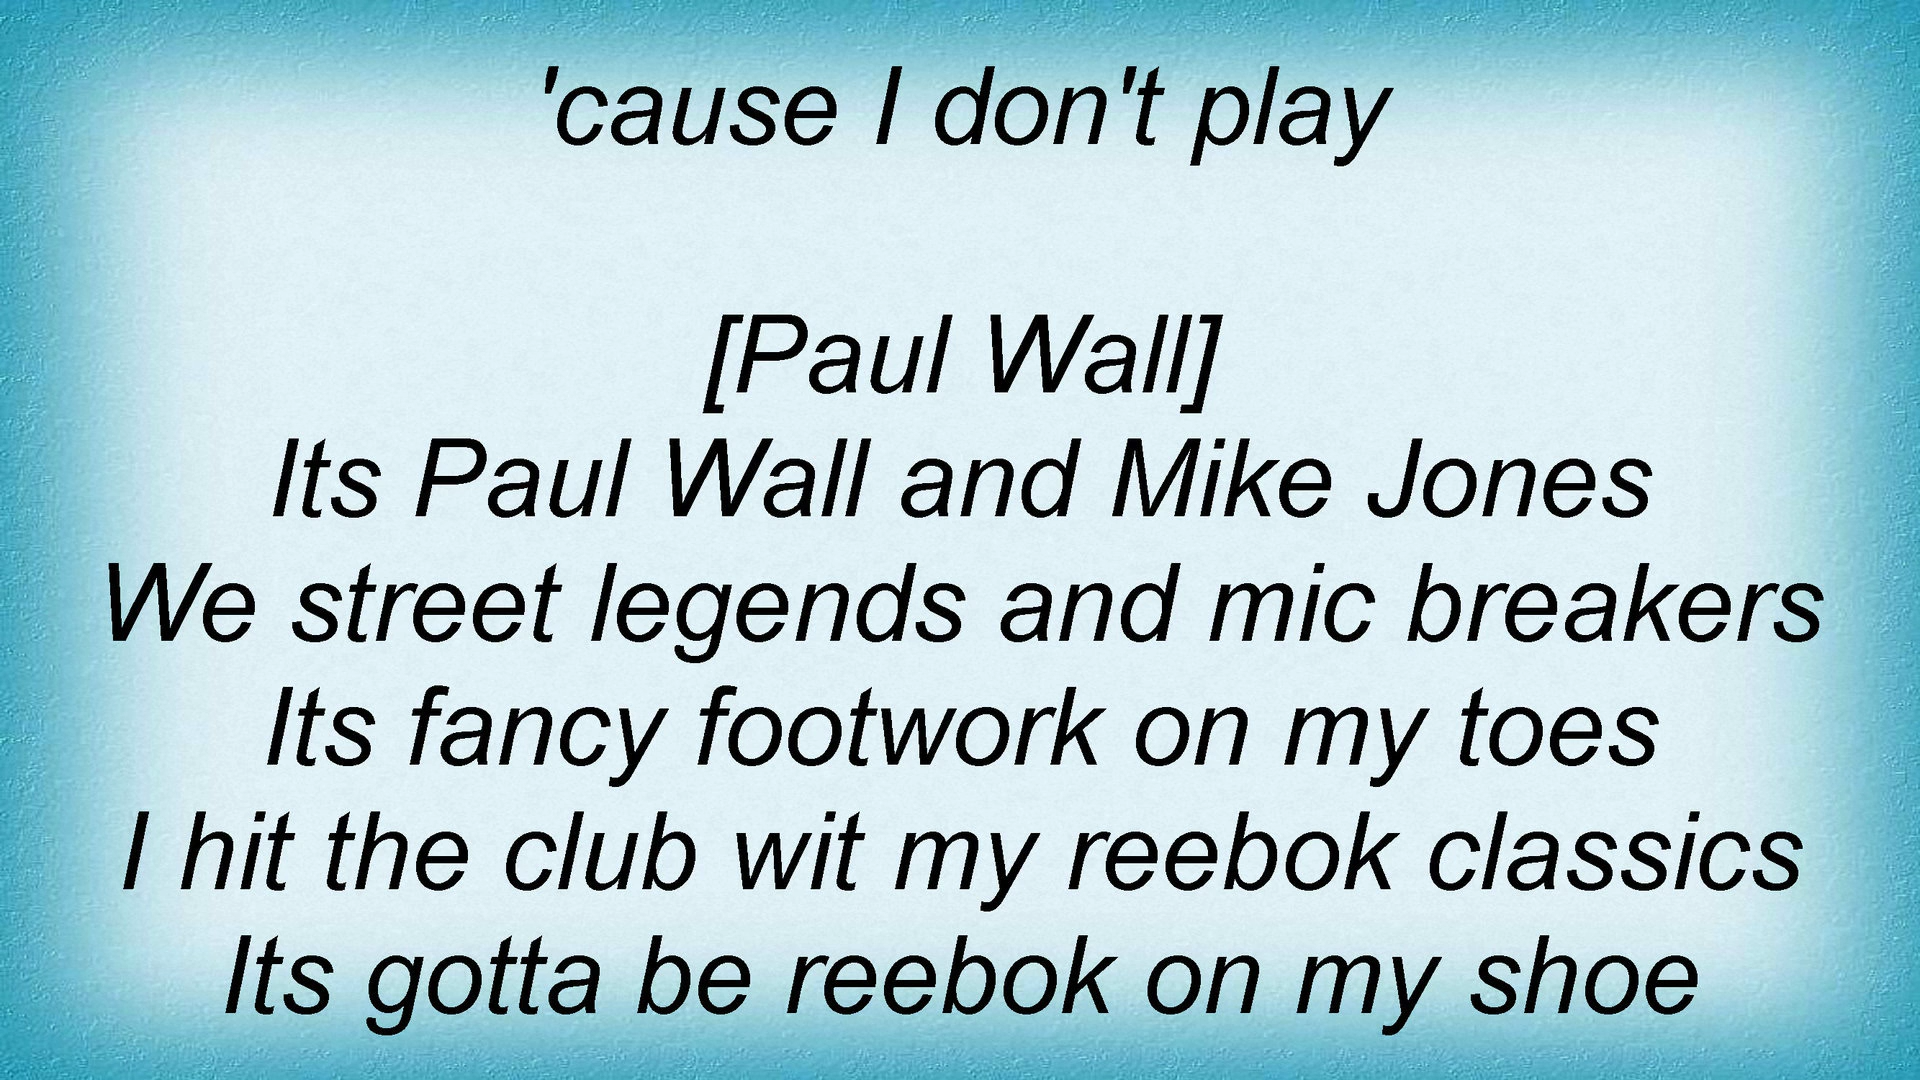 'cause I don't play
[Paul Wall]
Its Paul Wall and Mike Jones
We street legends and mic breakers
Its fancy footwork on my toes
I hit the club wit my reebok classics
Its gotta be reebok on my shoe